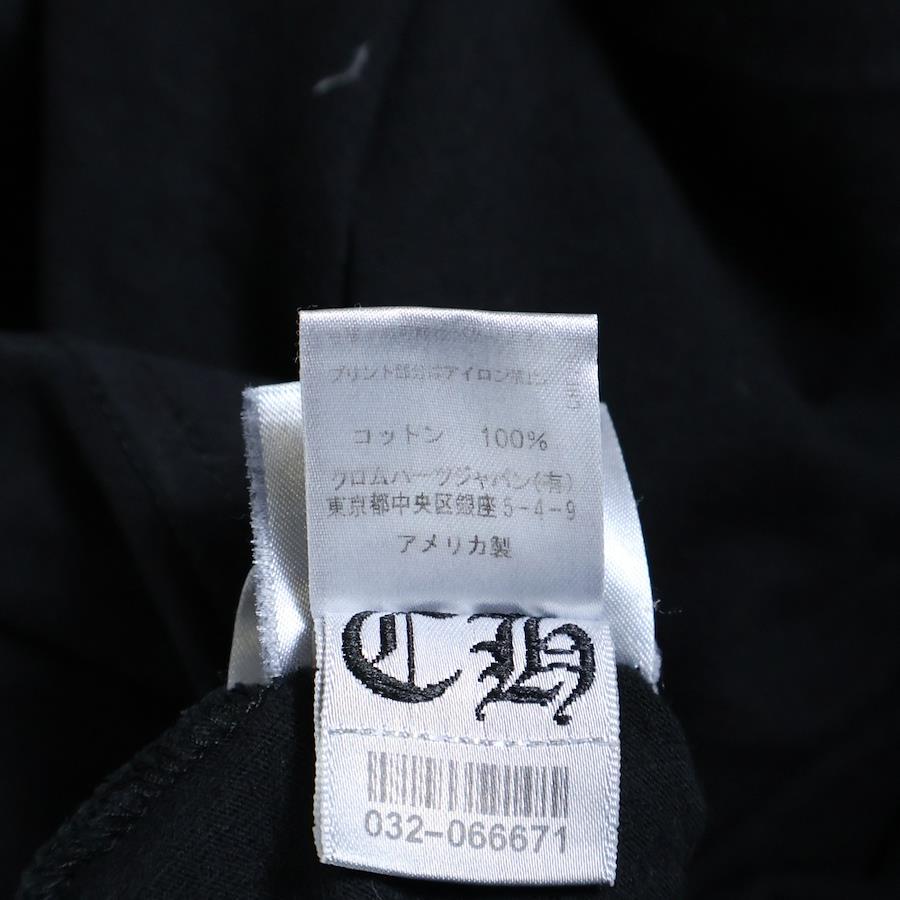 プリント部分はアイロン禁止
コットン 100%
クロムハーツジャパン(有)
東京都中央区銀座5-4-9
アメリカ製
CH
032-066671